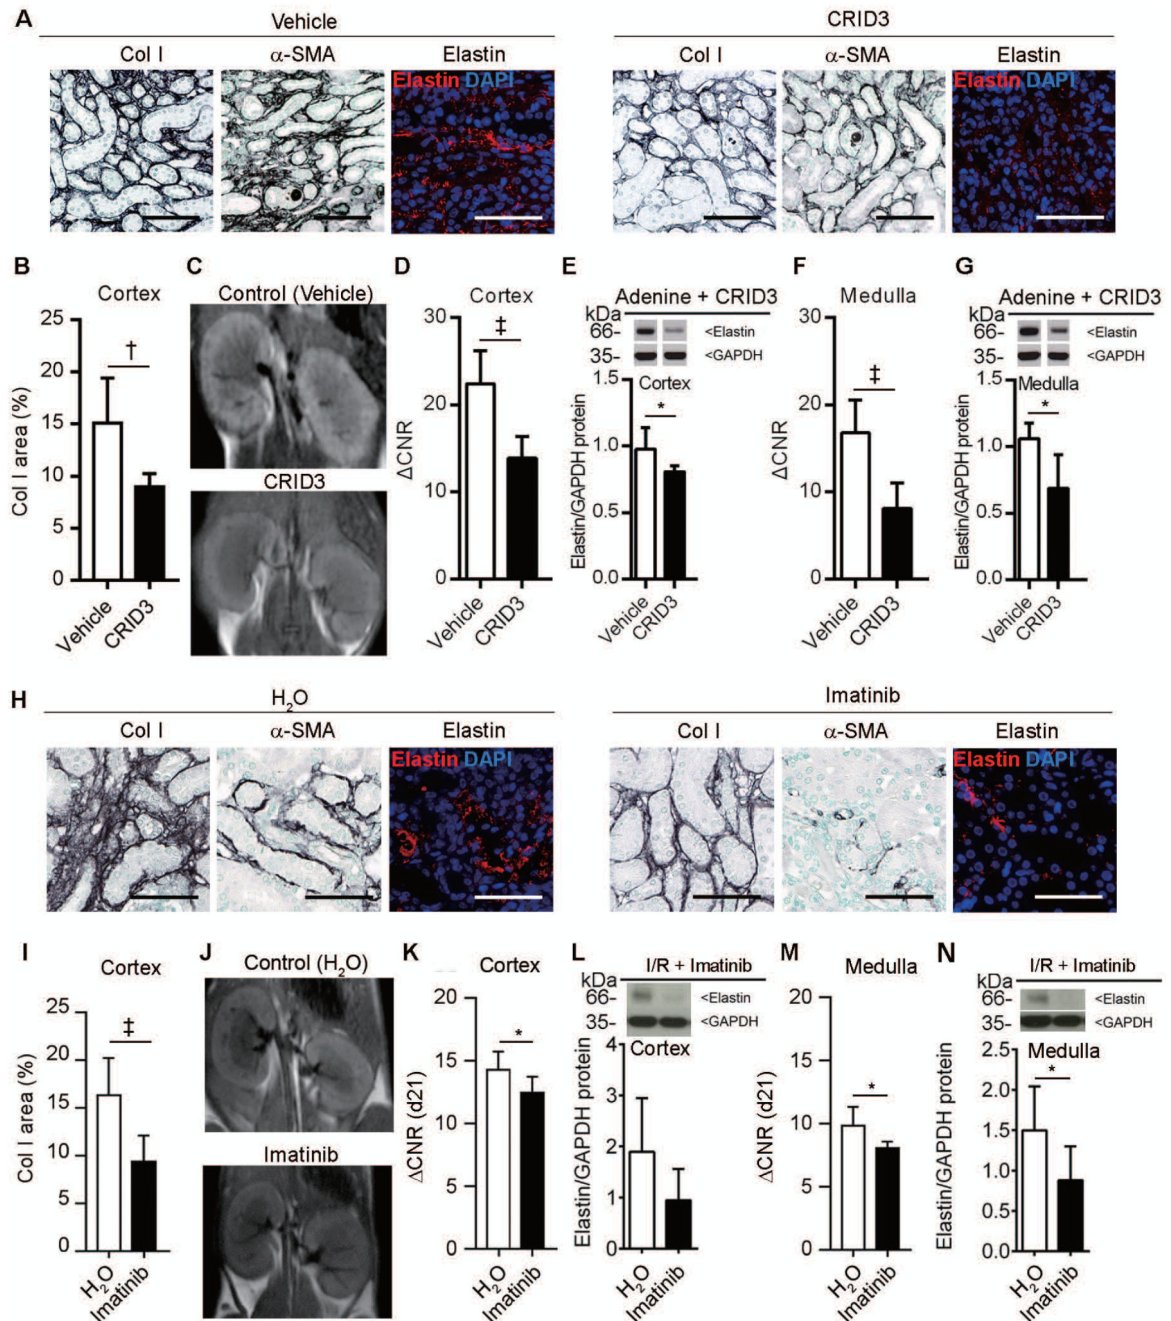 A
Vehicle
CRID3
Col I
α-SMA
Elastin
Col I
α-SMA
Elastin
Elastin DAPI
Elastin DAPI
B
Cortex
Col I area (%)
25
20
15
10
5
0
†
Vehicle
CRID3
C
Control (Vehicle)
CRID3
D
Cortex
ΔCNR
30
20
10
0
‡
Vehicle
CRID3
E
Adenine + CRID3
kDa
66-
<Elastin
35-
<GAPDH
Cortex
Elastin/GAPDH protein
1.5
1.0
0.5
0.0
*
Vehicle
CRID3
F
Medulla
ΔCNR
30
20
10
0
‡
Vehicle
CRID3
G
Adenine + CRID3
kDa
66-
<Elastin
35-
<GAPDH
Medulla
Elastin/GAPDH protein
1.5
1.0
0.5
0.0
*
Vehicle
CRID3
H
H₂O
Imatinib
Col I
α-SMA
Elastin
Col I
α-SMA
Elastin
Elastin DAPI
Elastin DAPI
I
Cortex
Col I area (%)
25
20
15
10
5
0
‡
H₂O
Imatinib
J
Control (H₂O)
Imatinib
K
Cortex
ΔCNR (d21)
20
15
10
5
0
*
H₂O
Imatinib
L
I/R + Imatinib
kDa
66-
<Elastin
35-
<GAPDH
Cortex
Elastin/GAPDH protein
4
3
2
1
0
H₂O
Imatinib
M
Medulla
ΔCNR (d21)
20
15
10
5
0
*
H₂O
Imatinib
N
I/R + Imatinib
kDa
66-
<Elastin
35-
<GAPDH
Medulla
Elastin/GAPDH protein
2.5
2.0
1.5
1.0
0.5
0.0
*
H₂O
Imatinib